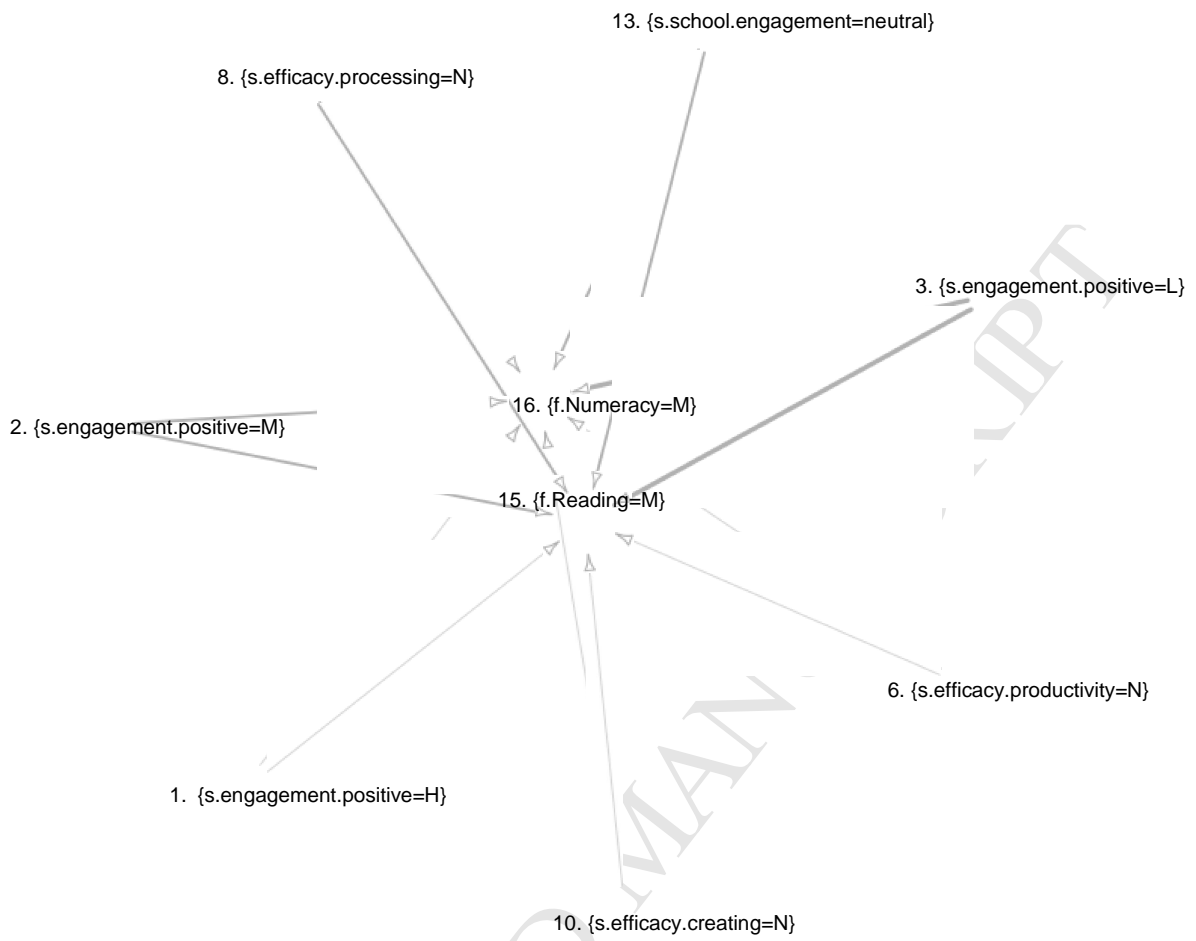 13. {s.school.engagement=neutral}
8. {s.efficacy.processing=N}
3. {s.engagement.positive=L}
16. {f.Numeracy=M}
2. {s.engagement.positive=M}
15. {f.Reading=M}
6. {s.efficacy.productivity=N}
1. {s.engagement.positive=H}
10. {s.efficacy.creating=N}